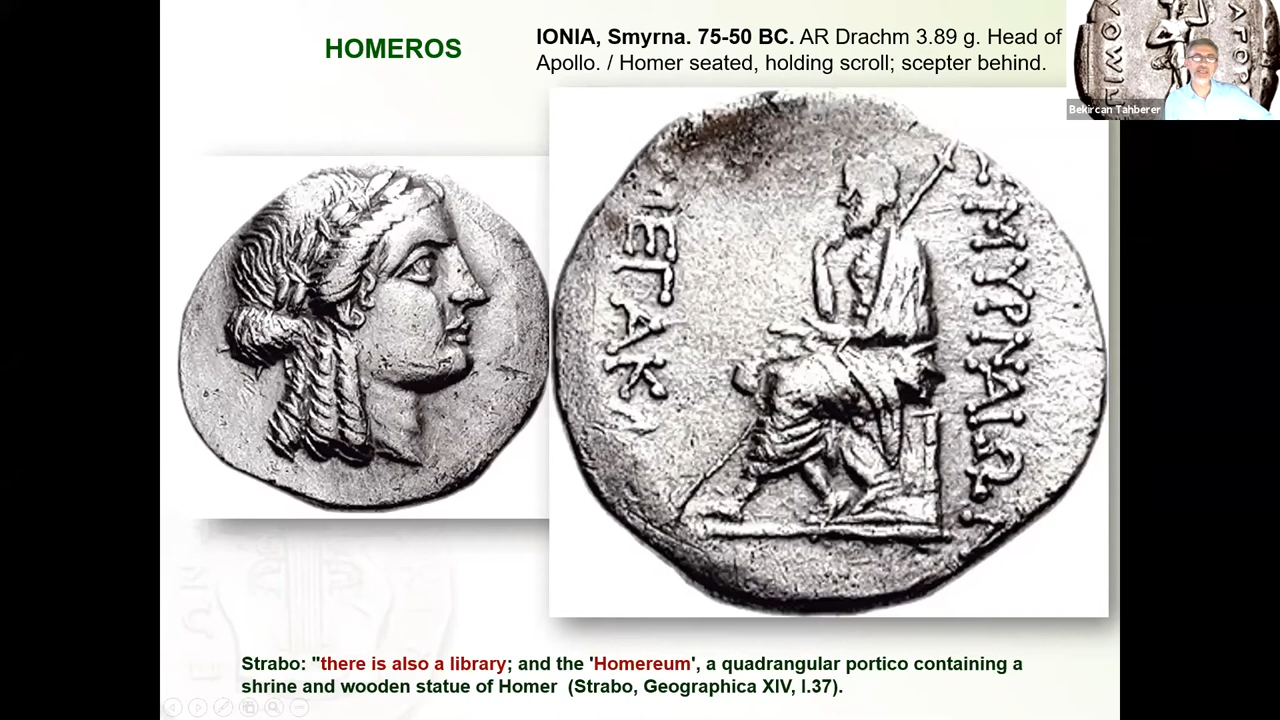 HOMEROS
IONIA, Smyrna. 75-50 BC. AR Drachm 3.89 g. Head of
Apollo. / Homer seated, holding scroll; scepter behind.
Bekircan Tahberer
ΣΜΥΡΝΑΙΩ
ΕΓΑΚ
Strabo: "there is also a library; and the 'Homereum', a quadrangular portico containing a
shrine and wooden statue of Homer (Strabo, Geographica XIV, I.37).